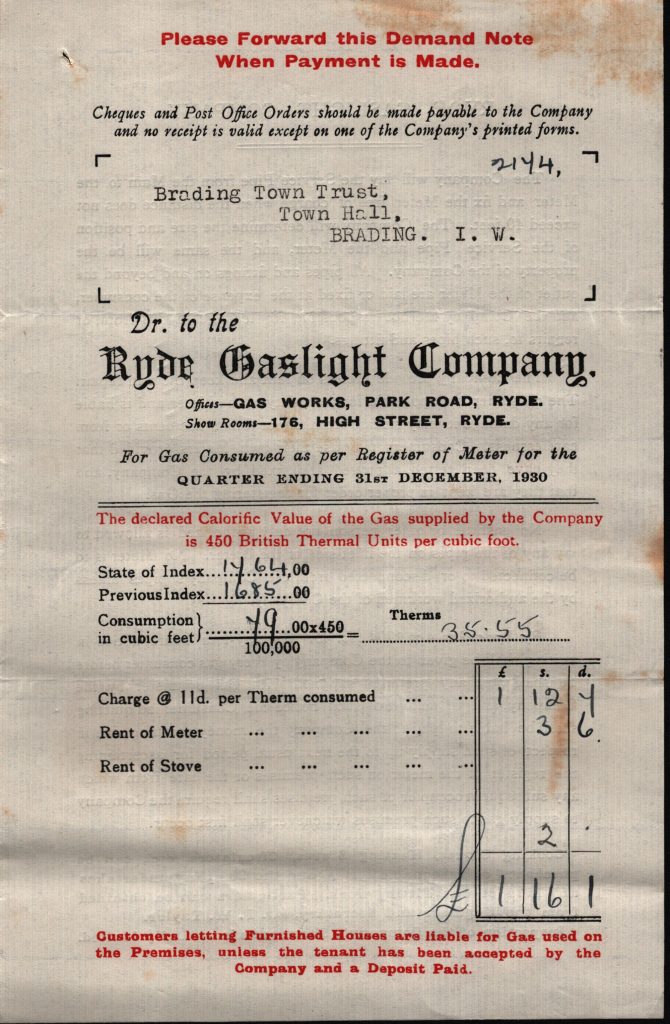 Please Forward this Demand Note
When Payment is Made.
Cheques and Post Office Orders should be made payable to the Company
and no receipt is valid except on one of the Company's printed forms.
2174,
Brading Town Trust,
Town Hall,
BRADING. I. W.
Dr. to the
Ryde Gaslight Company.
Offices—GAS WORKS, PARK ROAD, RYDE.
Show Rooms—176, HIGH STREET, RYDE.
For Gas Consumed as per Register of Meter for the
QUARTER ENDING 31ST DECEMBER, 1930
The declared Calorific Value of the Gas supplied by the Company
is 450 British Thermal Units per cubic foot.
State of Index...1764,00
Previous Index...1685...00
Consumption in cubic feet} 79 00x450 = Therms 35.55
100,000
£ s. d.
Charge @ 11d. per Therm consumed ... ... 1 12 7
Rent of Meter ... ... ... ... ... 3 6
Rent of Stove ... ... ... ... ...
2 .
£ 1 16 1
Customers letting Furnished Houses are liable for Gas used on
the Premises, unless the tenant has been accepted by the
Company and a Deposit Paid.